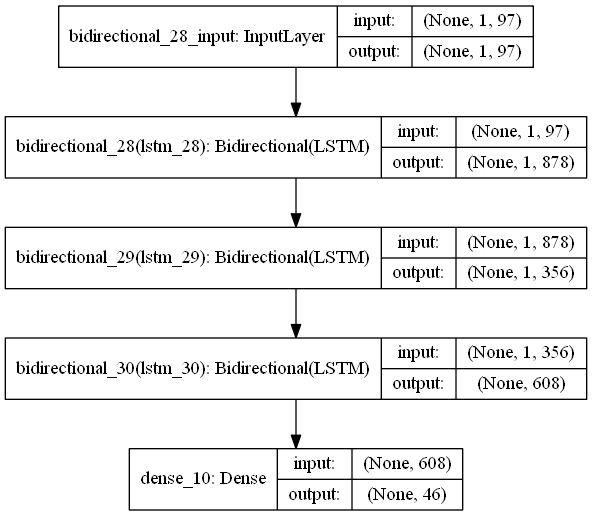 bidirectional_28_input: InputLayer
input: (None, 1, 97)
output: (None, 1, 97)
bidirectional_28(lstm_28): Bidirectional(LSTM)
input: (None, 1, 97)
output: (None, 1, 878)
bidirectional_29(lstm_29): Bidirectional(LSTM)
input: (None, 1, 878)
output: (None, 1, 356)
bidirectional_30(lstm_30): Bidirectional(LSTM)
input: (None, 1, 356)
output: (None, 608)
dense_10: Dense
input: (None, 608)
output: (None, 46)